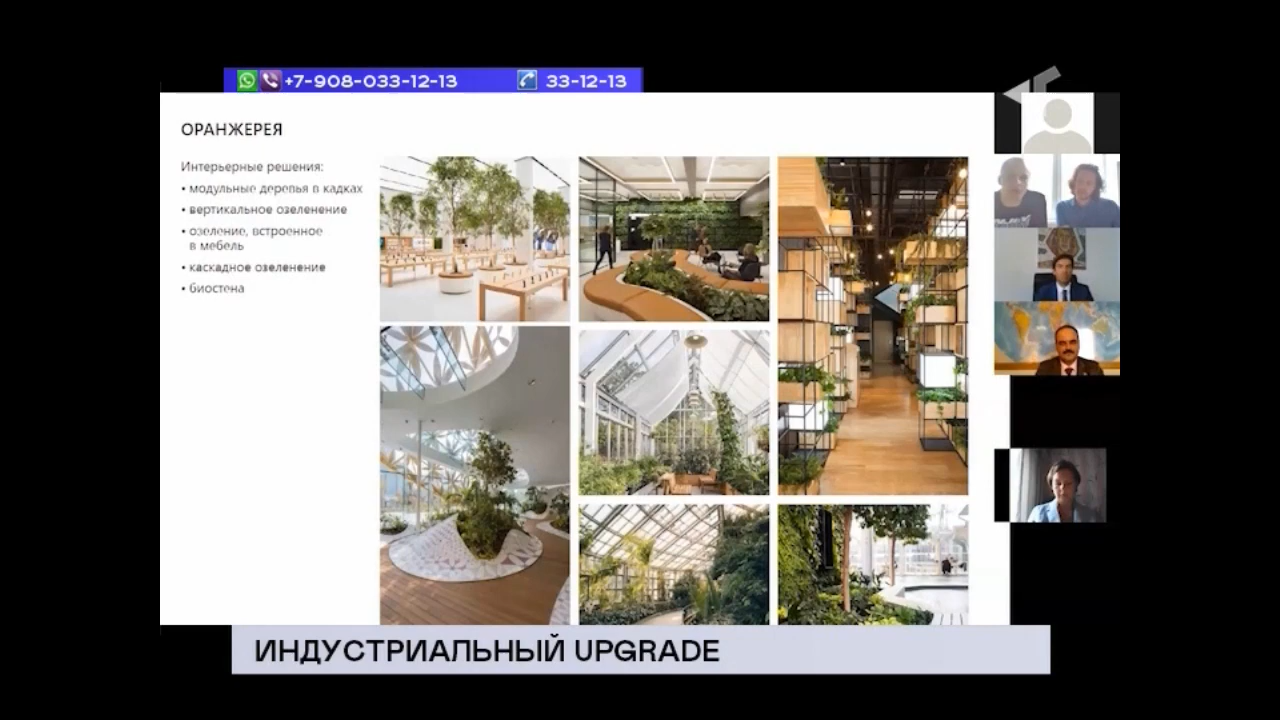 +7-908-033-12-13 33-12-13
ОРАНЖЕРЕЯ
Интерьерные решения:
• модульные деревья в кадках
• вертикальное озеленение
• озеление, встроенное
в мебель
• каскадное озеленение
• биостена
ИНДУСТРИАЛЬНЫЙ UPGRADE